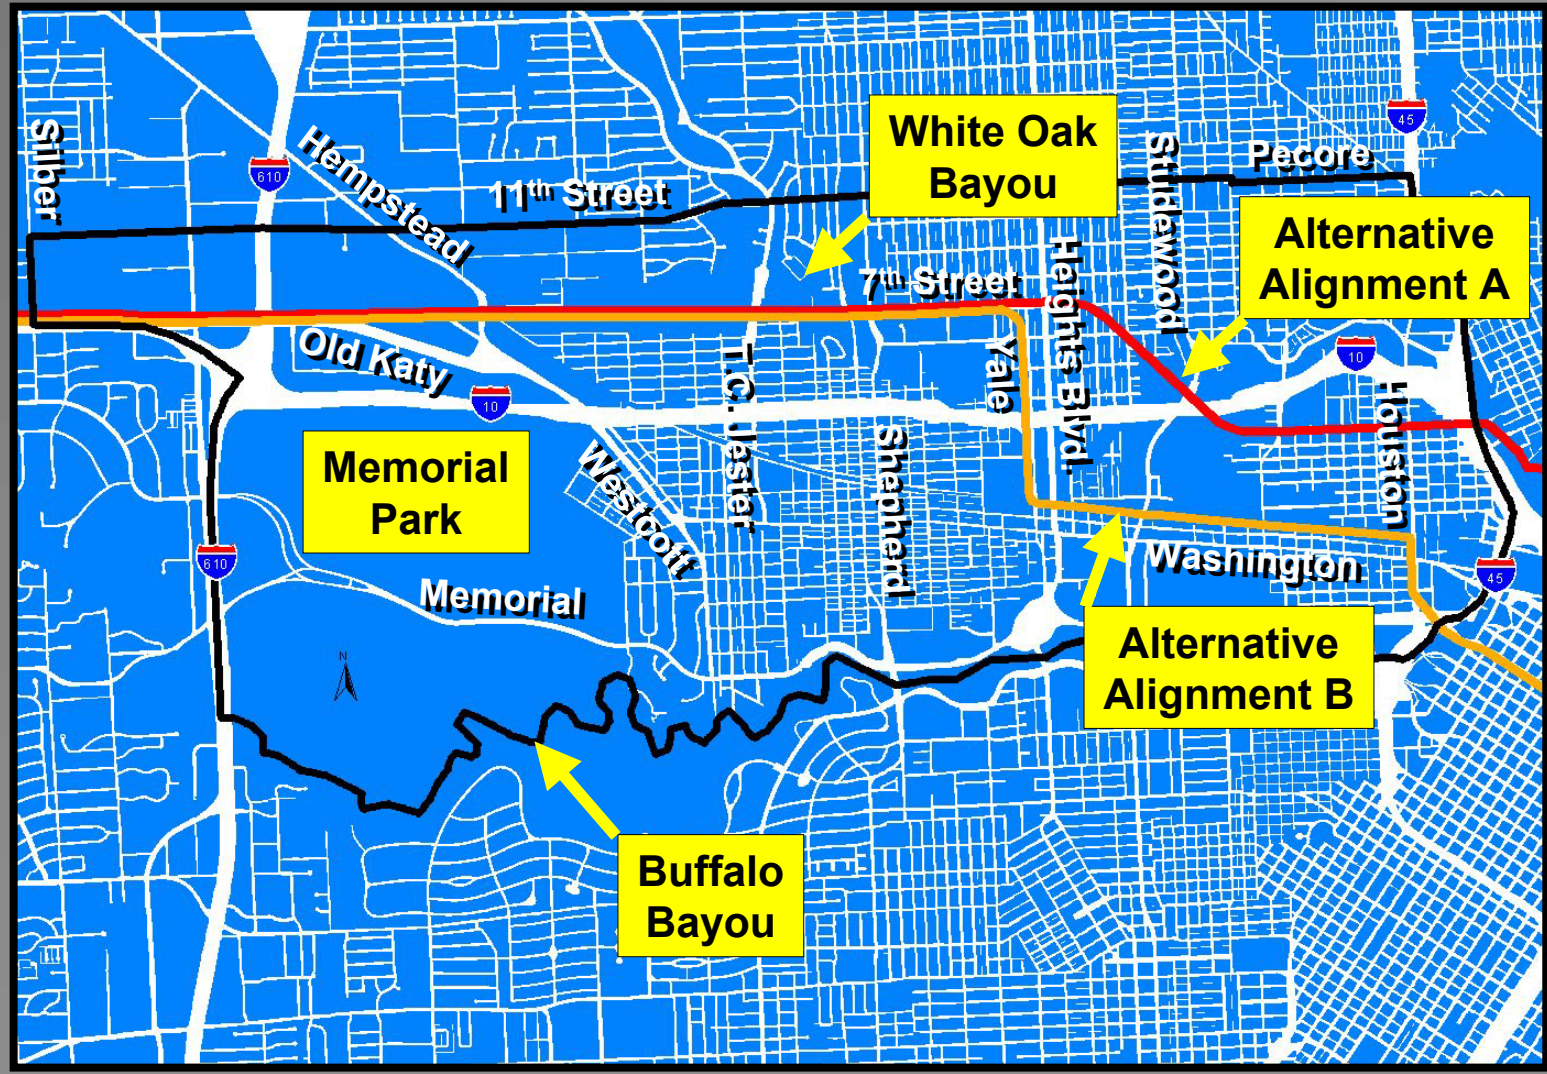 White Oak
Bayou
45
Silber
Hempstead
Studewood
Pecore
610
11th Street
Alternative
Alignment A
7th Street
Heights Blvd.
Old Katy
T.C. Jester
Yale
10
10
Houston
Memorial
Park
Westcott
Shepherd
610
Washington
45
Memorial
N
Alternative
Alignment B
Buffalo
Bayou